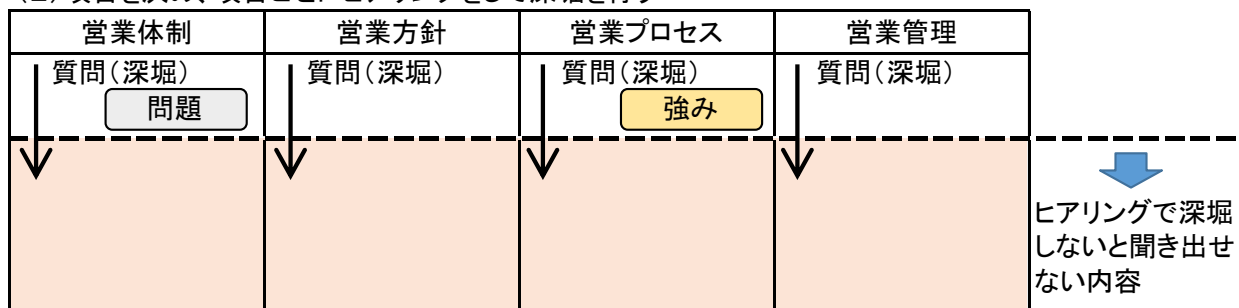 営業体制 営業方針 営業プロセス 営業管理
質問(深堀) 質問(深堀) 質問(深堀) 質問(深堀)
問題 強み
ヒアリングで深堀
しないと聞き出せ
ない内容